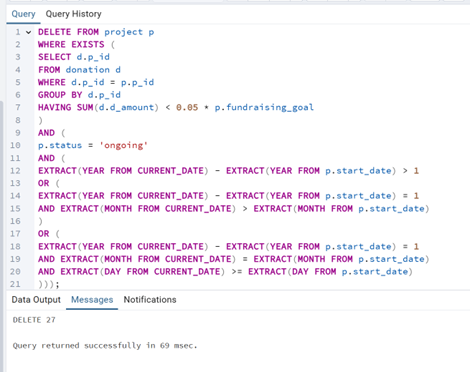 Query Query History
1 DELETE FROM project p
2 WHERE EXISTS (
3 SELECT d.p_id
4 FROM donation d
5 WHERE d.p_id = p.p_id
6 GROUP BY d.p_id
7 HAVING SUM(d.d_amount) < 0.05 * p.fundraising_goal
8 )
9 AND (
10 p.status = 'ongoing'
11 AND (
12 EXTRACT(YEAR FROM CURRENT_DATE) - EXTRACT(YEAR FROM p.start_date) > 1
13 OR (
14 EXTRACT(YEAR FROM CURRENT_DATE) - EXTRACT(YEAR FROM p.start_date) = 1
15 AND EXTRACT(MONTH FROM CURRENT_DATE) > EXTRACT(MONTH FROM p.start_date)
16 )
17 OR (
18 EXTRACT(YEAR FROM CURRENT_DATE) - EXTRACT(YEAR FROM p.start_date) = 1
19 AND EXTRACT(MONTH FROM CURRENT_DATE) = EXTRACT(MONTH FROM p.start_date)
20 AND EXTRACT(DAY FROM CURRENT_DATE) >= EXTRACT(DAY FROM p.start_date)
21 )));
Data Output Messages Notifications
DELETE 27
Query returned successfully in 69 msec.